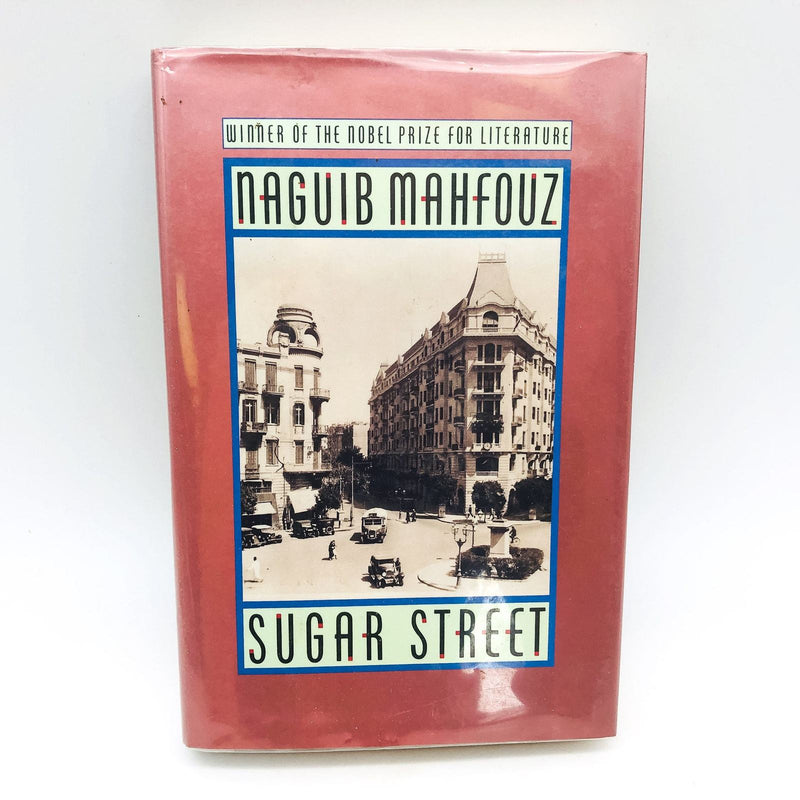 WINNER OF THE NOBEL PRIZE FOR LITERATURE
NAGUIB MAHFOUZ
SUGAR STREET